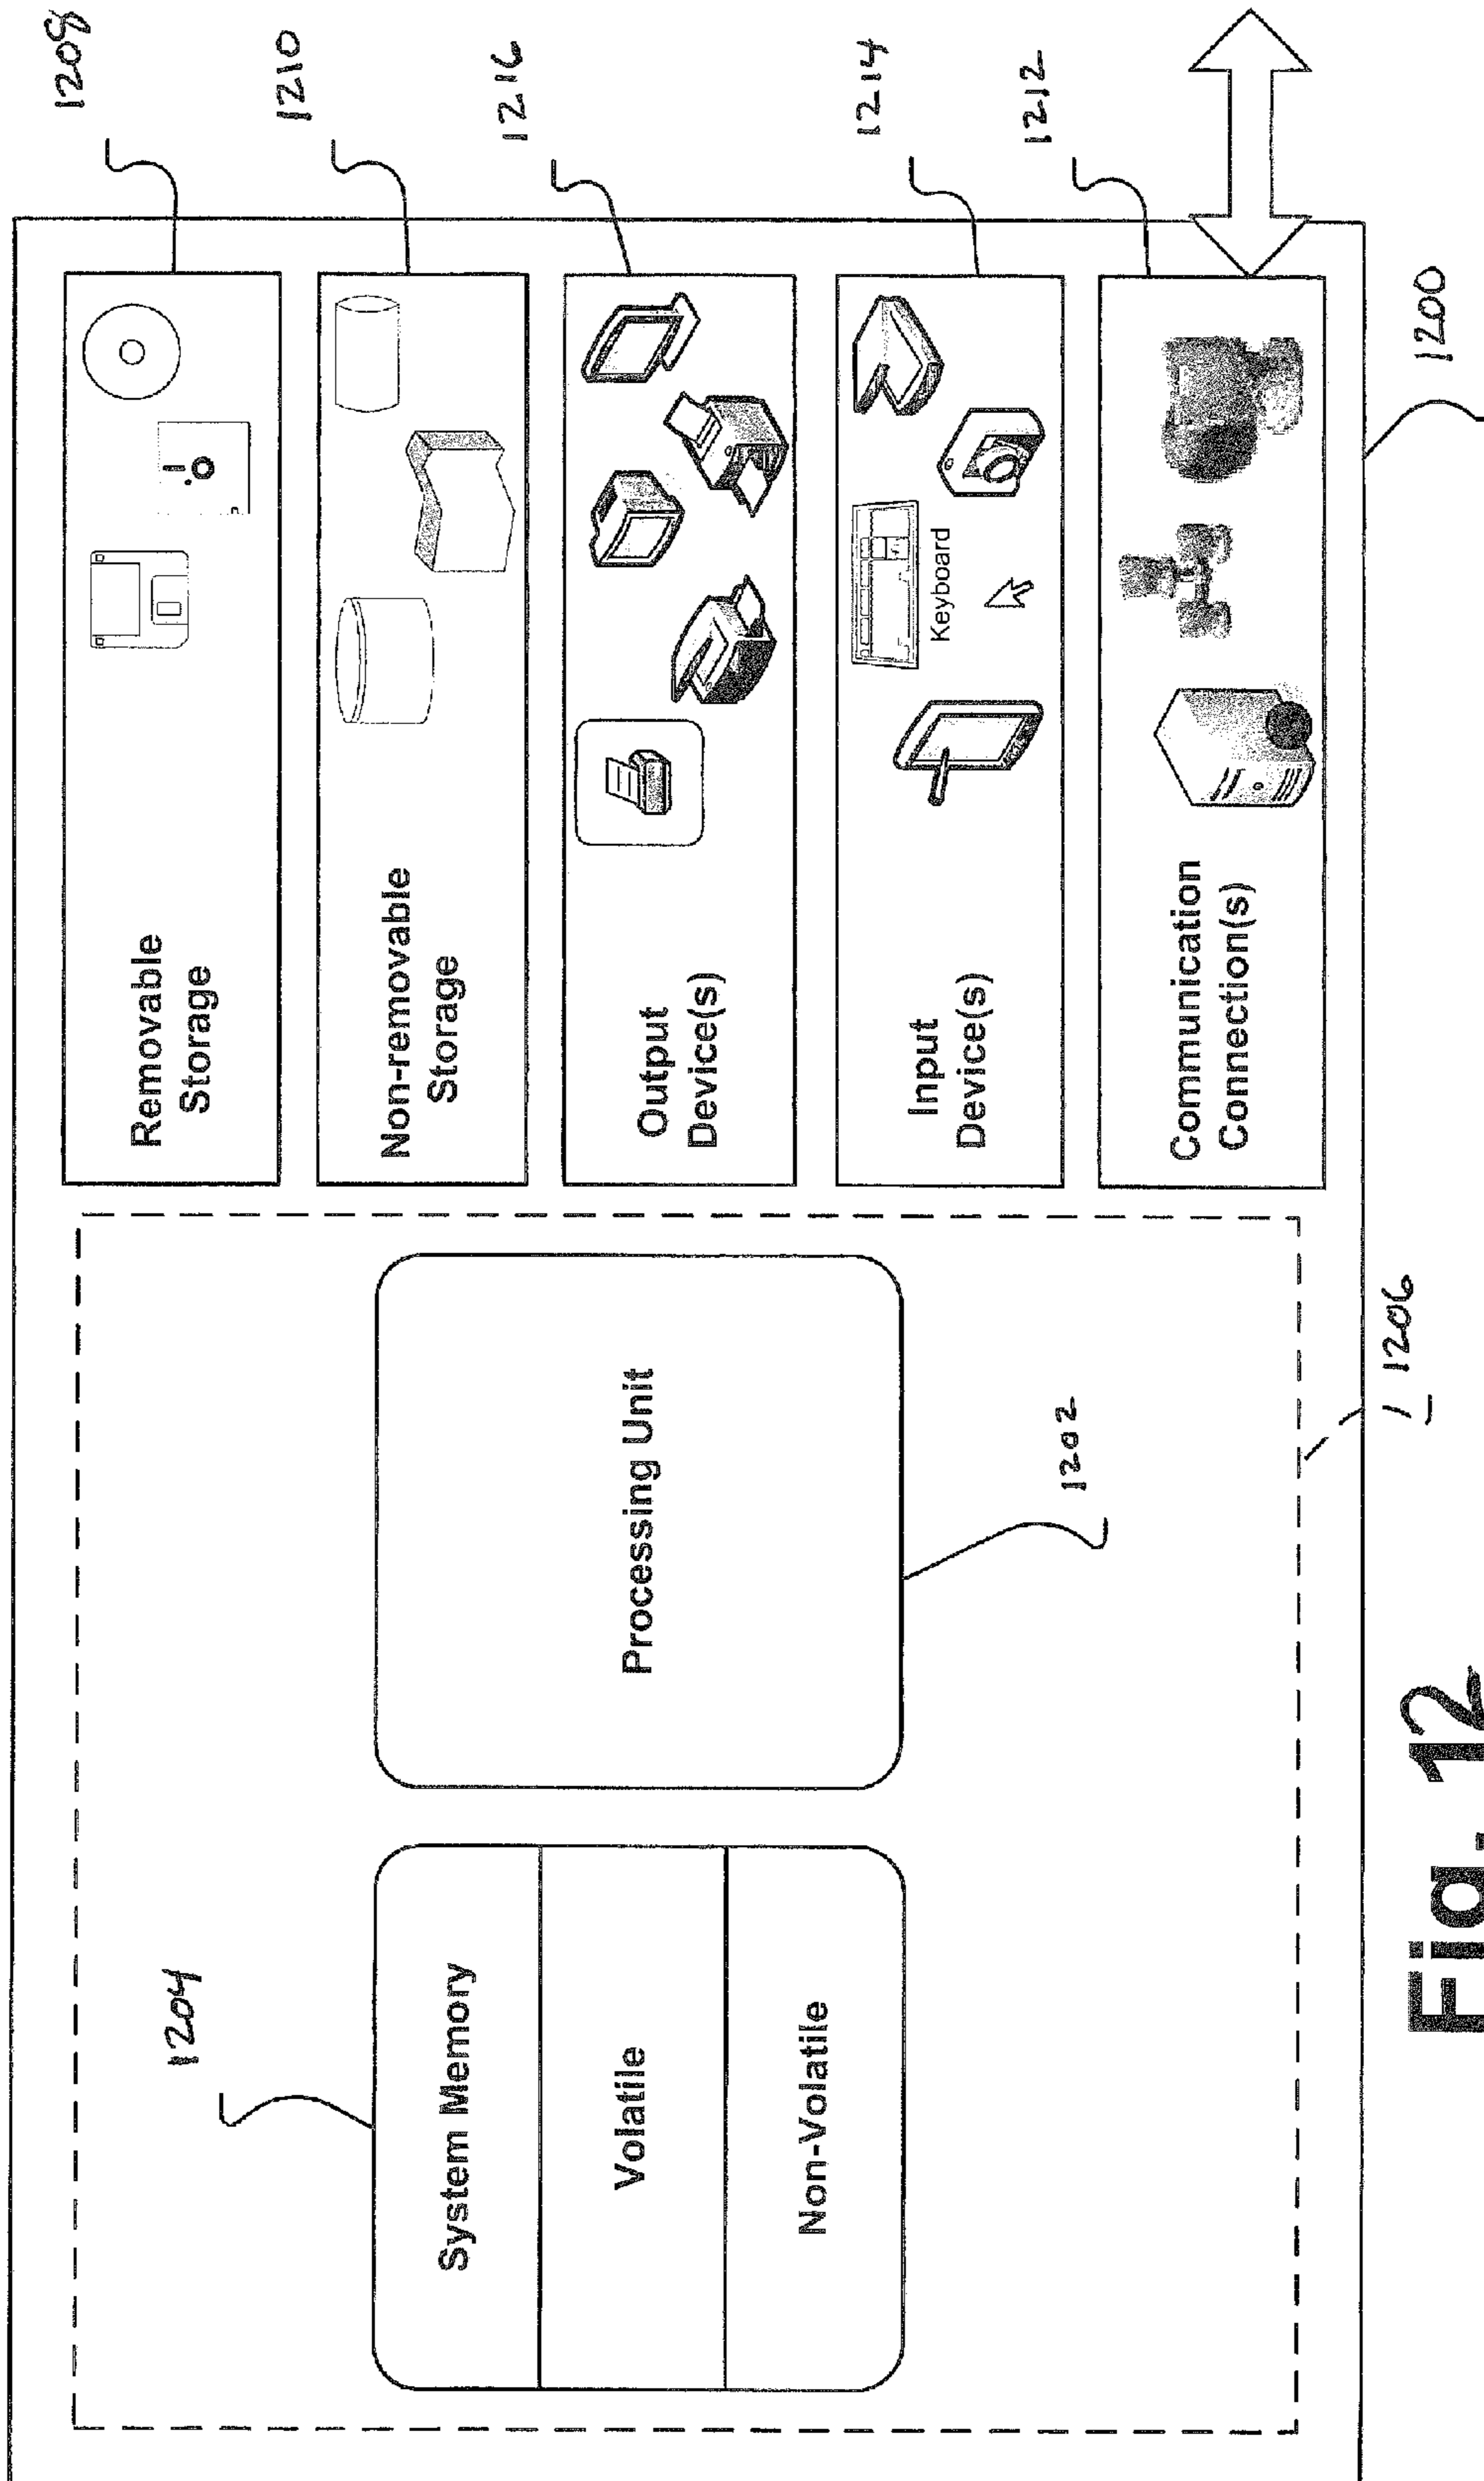 1204
System Memory
Volatile
Non-Volatile
Processing Unit
1202
Removable
Storage
1208
Non-removable
Storage
1210
Output
Device(s)
1216
Input
Device(s)
Keyboard
1214
Communication
Connection(s)
1212
1206
1200
Fig. 12